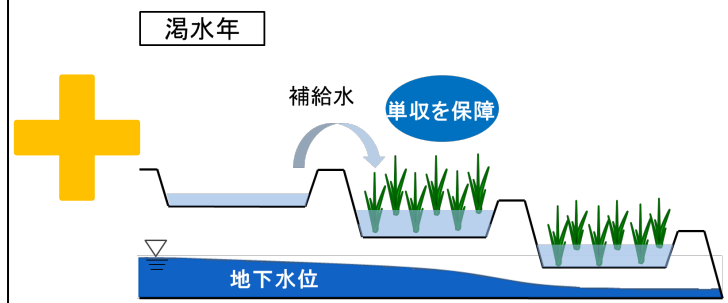 渇水年
補給水
単収を保障
地下水位